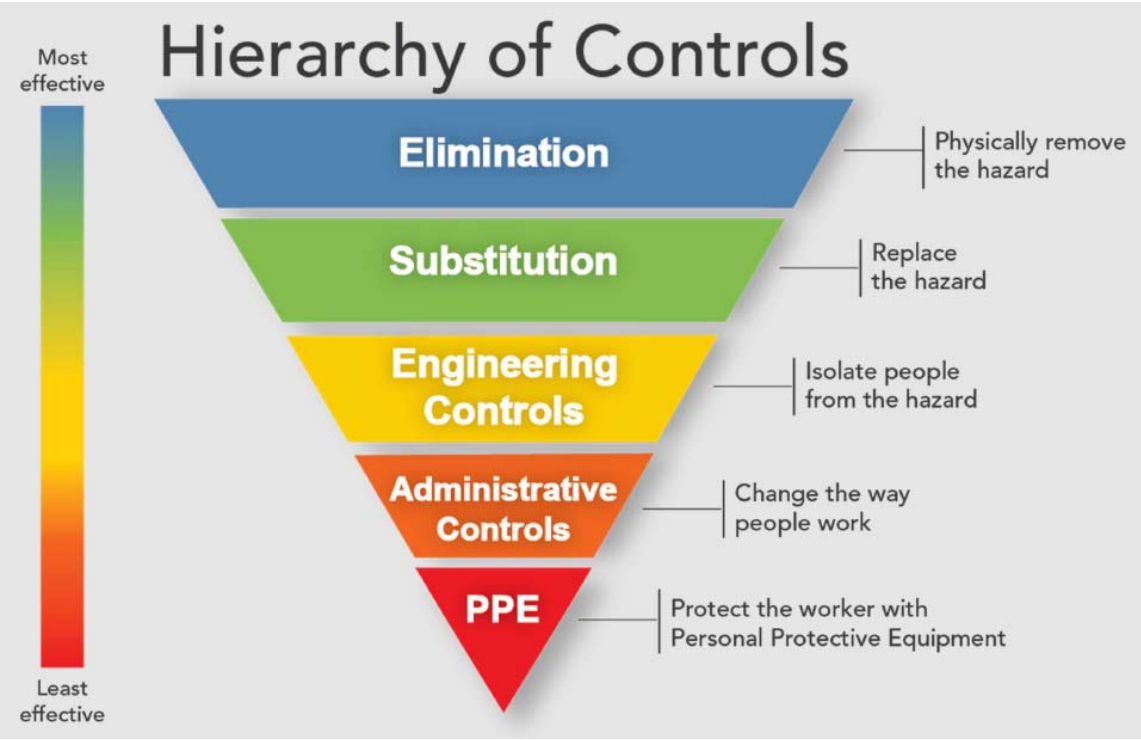 Hierarchy of Controls
Most
effective
Elimination
Physically remove
the hazard
Substitution
Replace
the hazard
Engineering
Controls
Isolate people
from the hazard
Administrative
Controls
Change the way
people work
PPE
Protect the worker with
Personal Protective Equipment
Least
effective